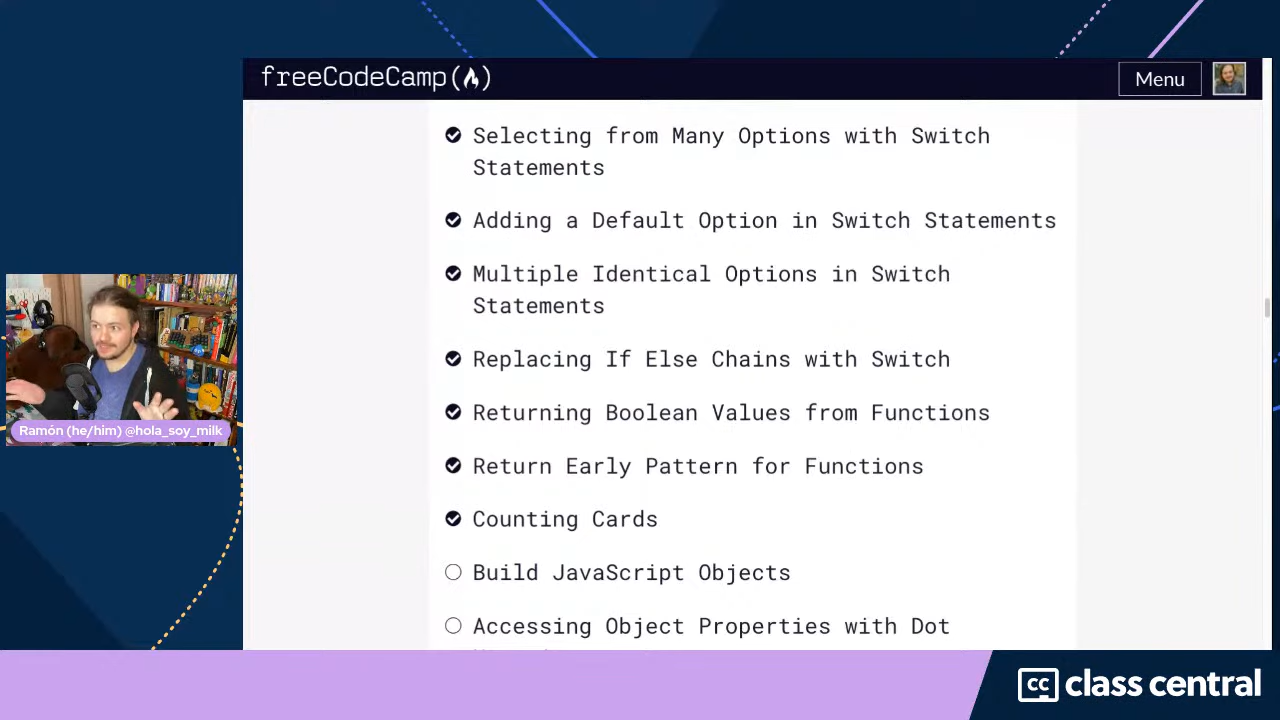 freeCodeCamp
Menu
Selecting from Many Options with Switch
Statements
Adding a Default Option in Switch Statements
Multiple Identical Options in Switch
Statements
Replacing If Else Chains with Switch
Returning Boolean Values from Functions
Return Early Pattern for Functions
Counting Cards
Build JavaScript Objects
Accessing Object Properties with Dot
Ramón (he/him) @hola_soy_milk
cc class central